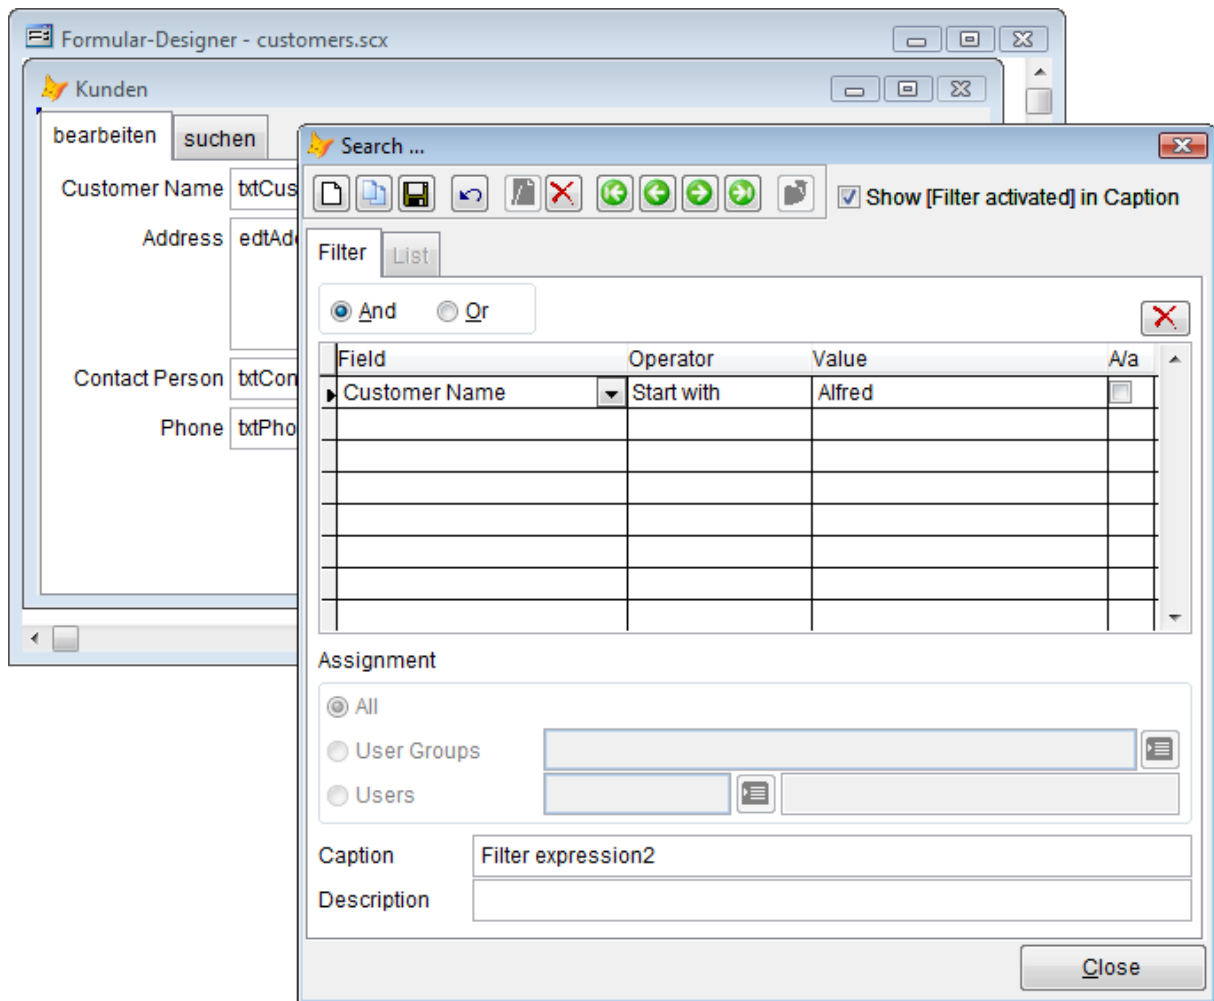 Formular-Designer - customers.scx
Kunden
bearbeiten suchen
Search ...
Show [Filter activated] in Caption
Customer Name txtCus
Address edtAdd
Contact Person txtCon
Phone txtPho
Filter List
And Or
Field Operator Value A/a
Customer Name Start with Alfred
Assignment
All
User Groups
Users
Caption Filter expression2
Description
Close